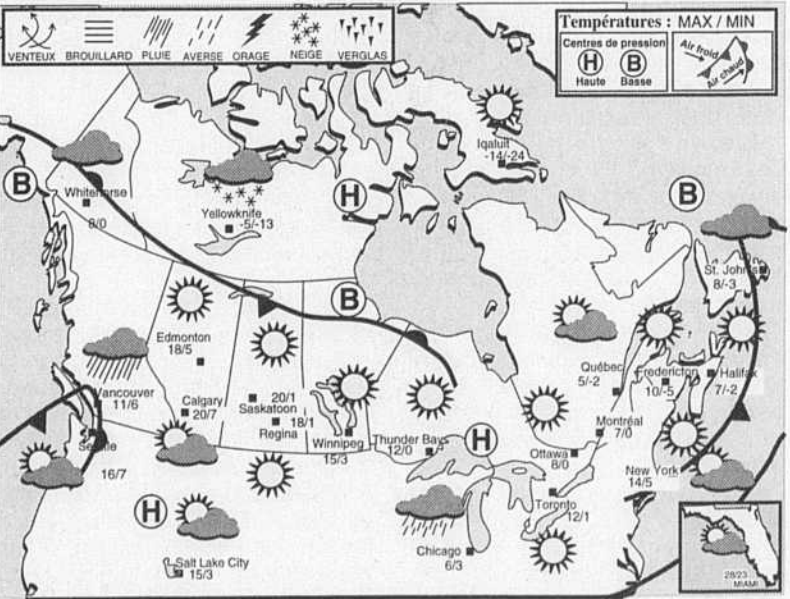 VENTEUX BROUILLARD PLUIE AVERSE ORAGE NEIGE VERGLAS
Températures : MAX / MIN
Centres de pression
H B
Haute Basse
Air froid
Air chaud
Iqaluit
-14/-24
B
Whitehorse
8/0
Yellowknife
-5/-13
H
B
St. John's
8/-3
B
Edmonton
18/5
Vancouver
11/6
Calgary
20/7
20/1
Saskatoon
18/1
Regina
Winnipeg
15/3
Thunder Bay
12/0
H
Québec
5/-2
Fredericton
10/-5
Halifax
7/-2
Montréal
7/0
Ottawa
8/0
Toronto
12/1
New York
14/5
Seattle
16/7
H
Salt Lake City
15/3
Chicago
6/3
28/23
MIAMI